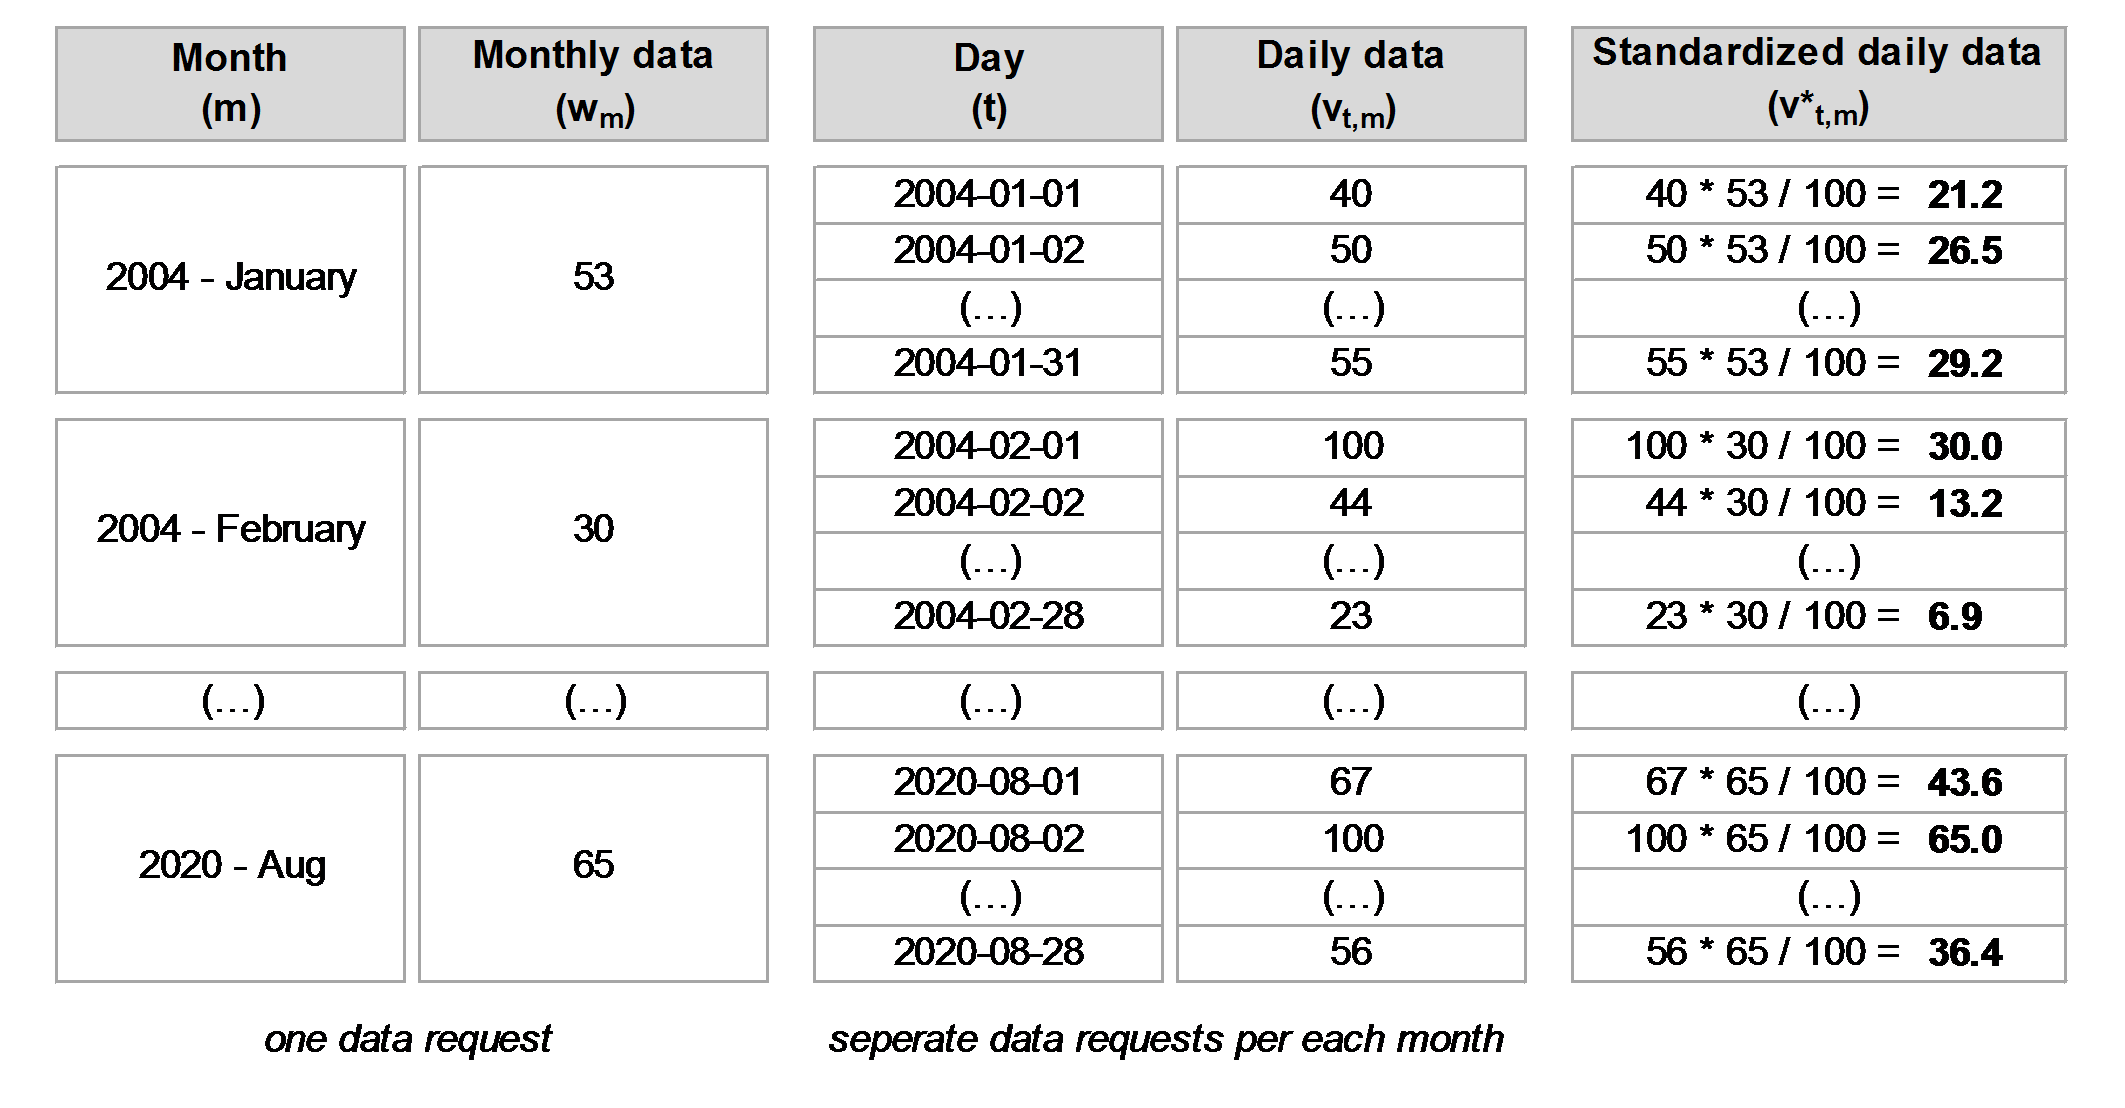 Month
(m)
Monthly data
(wm)
Day
(t)
Daily data
(vt,m)
Standardized daily data
(v*t,m)
2004 - January
53
2004-01-01
40
40 * 53 / 100 = 21.2
2004-01-02
50
50 * 53 / 100 = 26.5
(...)
(...)
(...)
2004-01-31
55
55 * 53 / 100 = 29.2
2004 - February
30
2004-02-01
100
100 * 30 / 100 = 30.0
2004-02-02
44
44 * 30 / 100 = 13.2
(...)
(...)
(...)
2004-02-28
23
23 * 30 / 100 = 6.9
(...)
(...)
(...)
(...)
(...)
2020 - Aug
65
2020-08-01
67
67 * 65 / 100 = 43.6
2020-08-02
100
100 * 65 / 100 = 65.0
(...)
(...)
(...)
2020-08-28
56
56 * 65 / 100 = 36.4
one data request
seperate data requests per each month